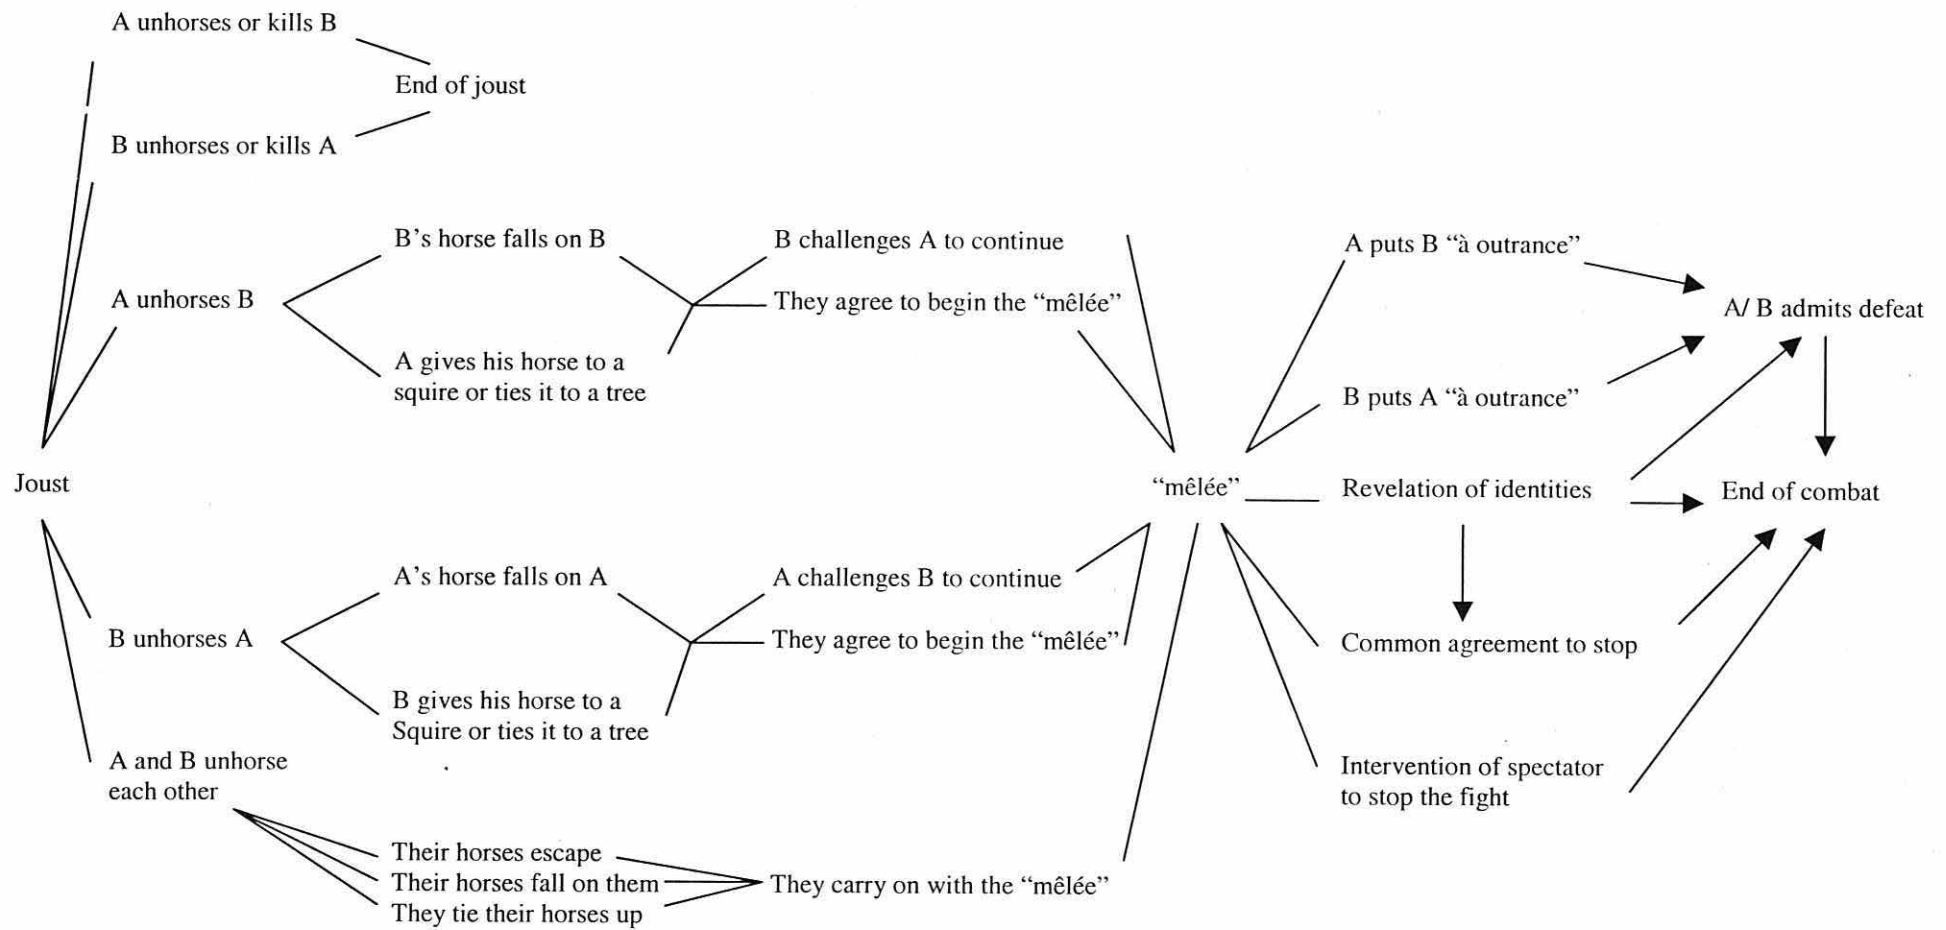 A unhorses or kills B
End of joust
B unhorses or kills A
B’s horse falls on B
B challenges A to continue
A puts B “à outrance”
A unhorses B
They agree to begin the “mêlée”
A/ B admits defeat
A gives his horse to a
squire or ties it to a tree
B puts A “à outrance”
Joust
“mêlée”
Revelation of identities
End of combat
A’s horse falls on A
A challenges B to continue
B unhorses A
They agree to begin the “mêlée”
Common agreement to stop
B gives his horse to a
Squire or ties it to a tree
A and B unhorse
each other
Intervention of spectator
to stop the fight
Their horses escape
Their horses fall on them
They carry on with the “mêlée”
They tie their horses up